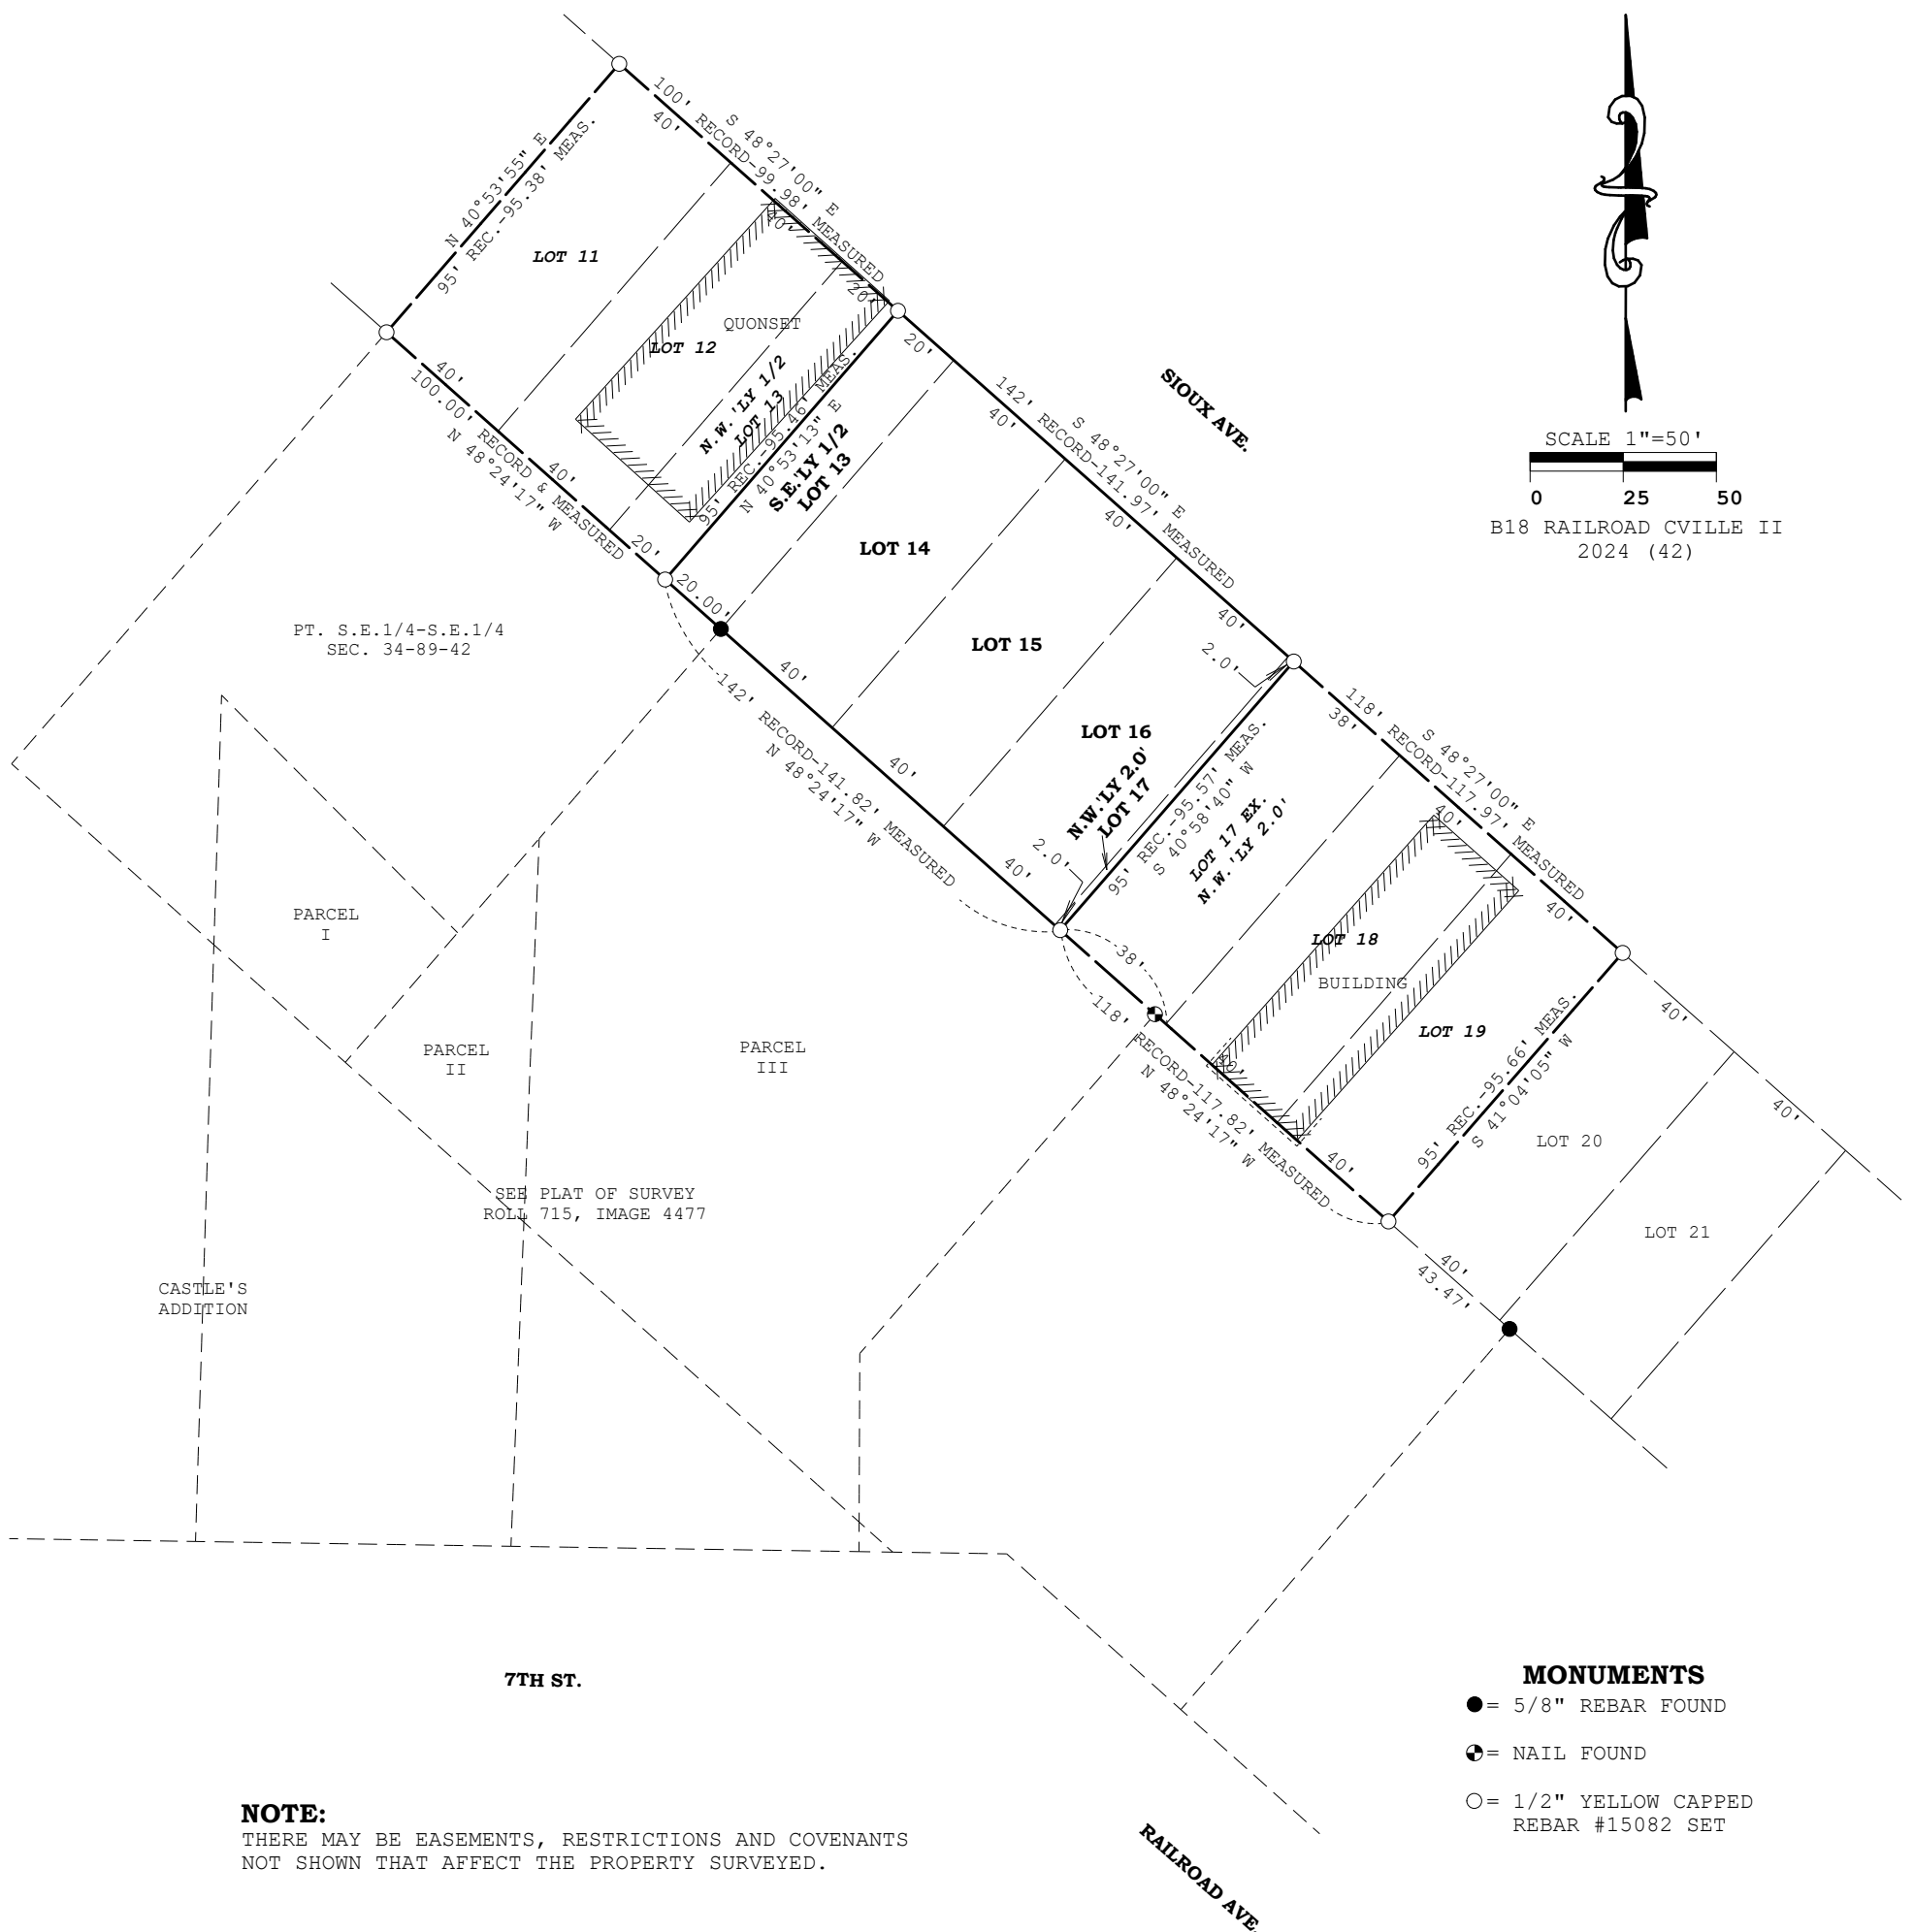 S 48°27'00" E
100' RECORD-99.98' MEASURED
40'
40'
20'
N 40°53'55" E
95' REC.-95.38' MEAS.
LOT 11
QUONSET
LOT 12
N.W.'LY 1/2
LOT 13
95' REC.-95.46' MEAS.
N 40°53'13" E
S.E.'LY 1/2
LOT 13
40'
40'
20'
100.00' RECORD & MEASURED
N 48°24'17" W
SIOUX AVE.
SCALE 1"=50'
0 25 50
B18 RAILROAD CVILLE II
2024 (42)
20'
S 48°27'00" E
142' RECORD-141.97' MEASURED
40'
40'
40'
2.0'
LOT 14
LOT 15
LOT 16
N.W.'LY 2.0'
LOT 17
20.00'
40'
40'
40'
2.0'
142' RECORD-141.82' MEASURED
N 48°24'17" W
95' REC.-95.57' MEAS.
S 40°58'40" W
LOT 17 EX.
N.W.'LY 2.0'
S 48°27'00" E
118' RECORD-117.97' MEASURED
38'
40'
40'
LOT 18
BUILDING
LOT 19
38'
40'
40'
118' RECORD-117.82' MEASURED
N 48°24'17" W
95' REC.-95.66' MEAS.
S 41°04'05" W
40'
40'
LOT 20
LOT 21
40'
43.47'
PT. S.E.1/4-S.E.1/4
SEC. 34-89-42
PARCEL
I
PARCEL
II
PARCEL
III
SEE PLAT OF SURVEY
ROLL 715, IMAGE 4477
CASTLE'S
ADDITION
7TH ST.
RAILROAD AVE.
MONUMENTS
= 5/8" REBAR FOUND
= NAIL FOUND
= 1/2" YELLOW CAPPED
REBAR #15082 SET
NOTE:
THERE MAY BE EASEMENTS, RESTRICTIONS AND COVENANTS
NOT SHOWN THAT AFFECT THE PROPERTY SURVEYED.